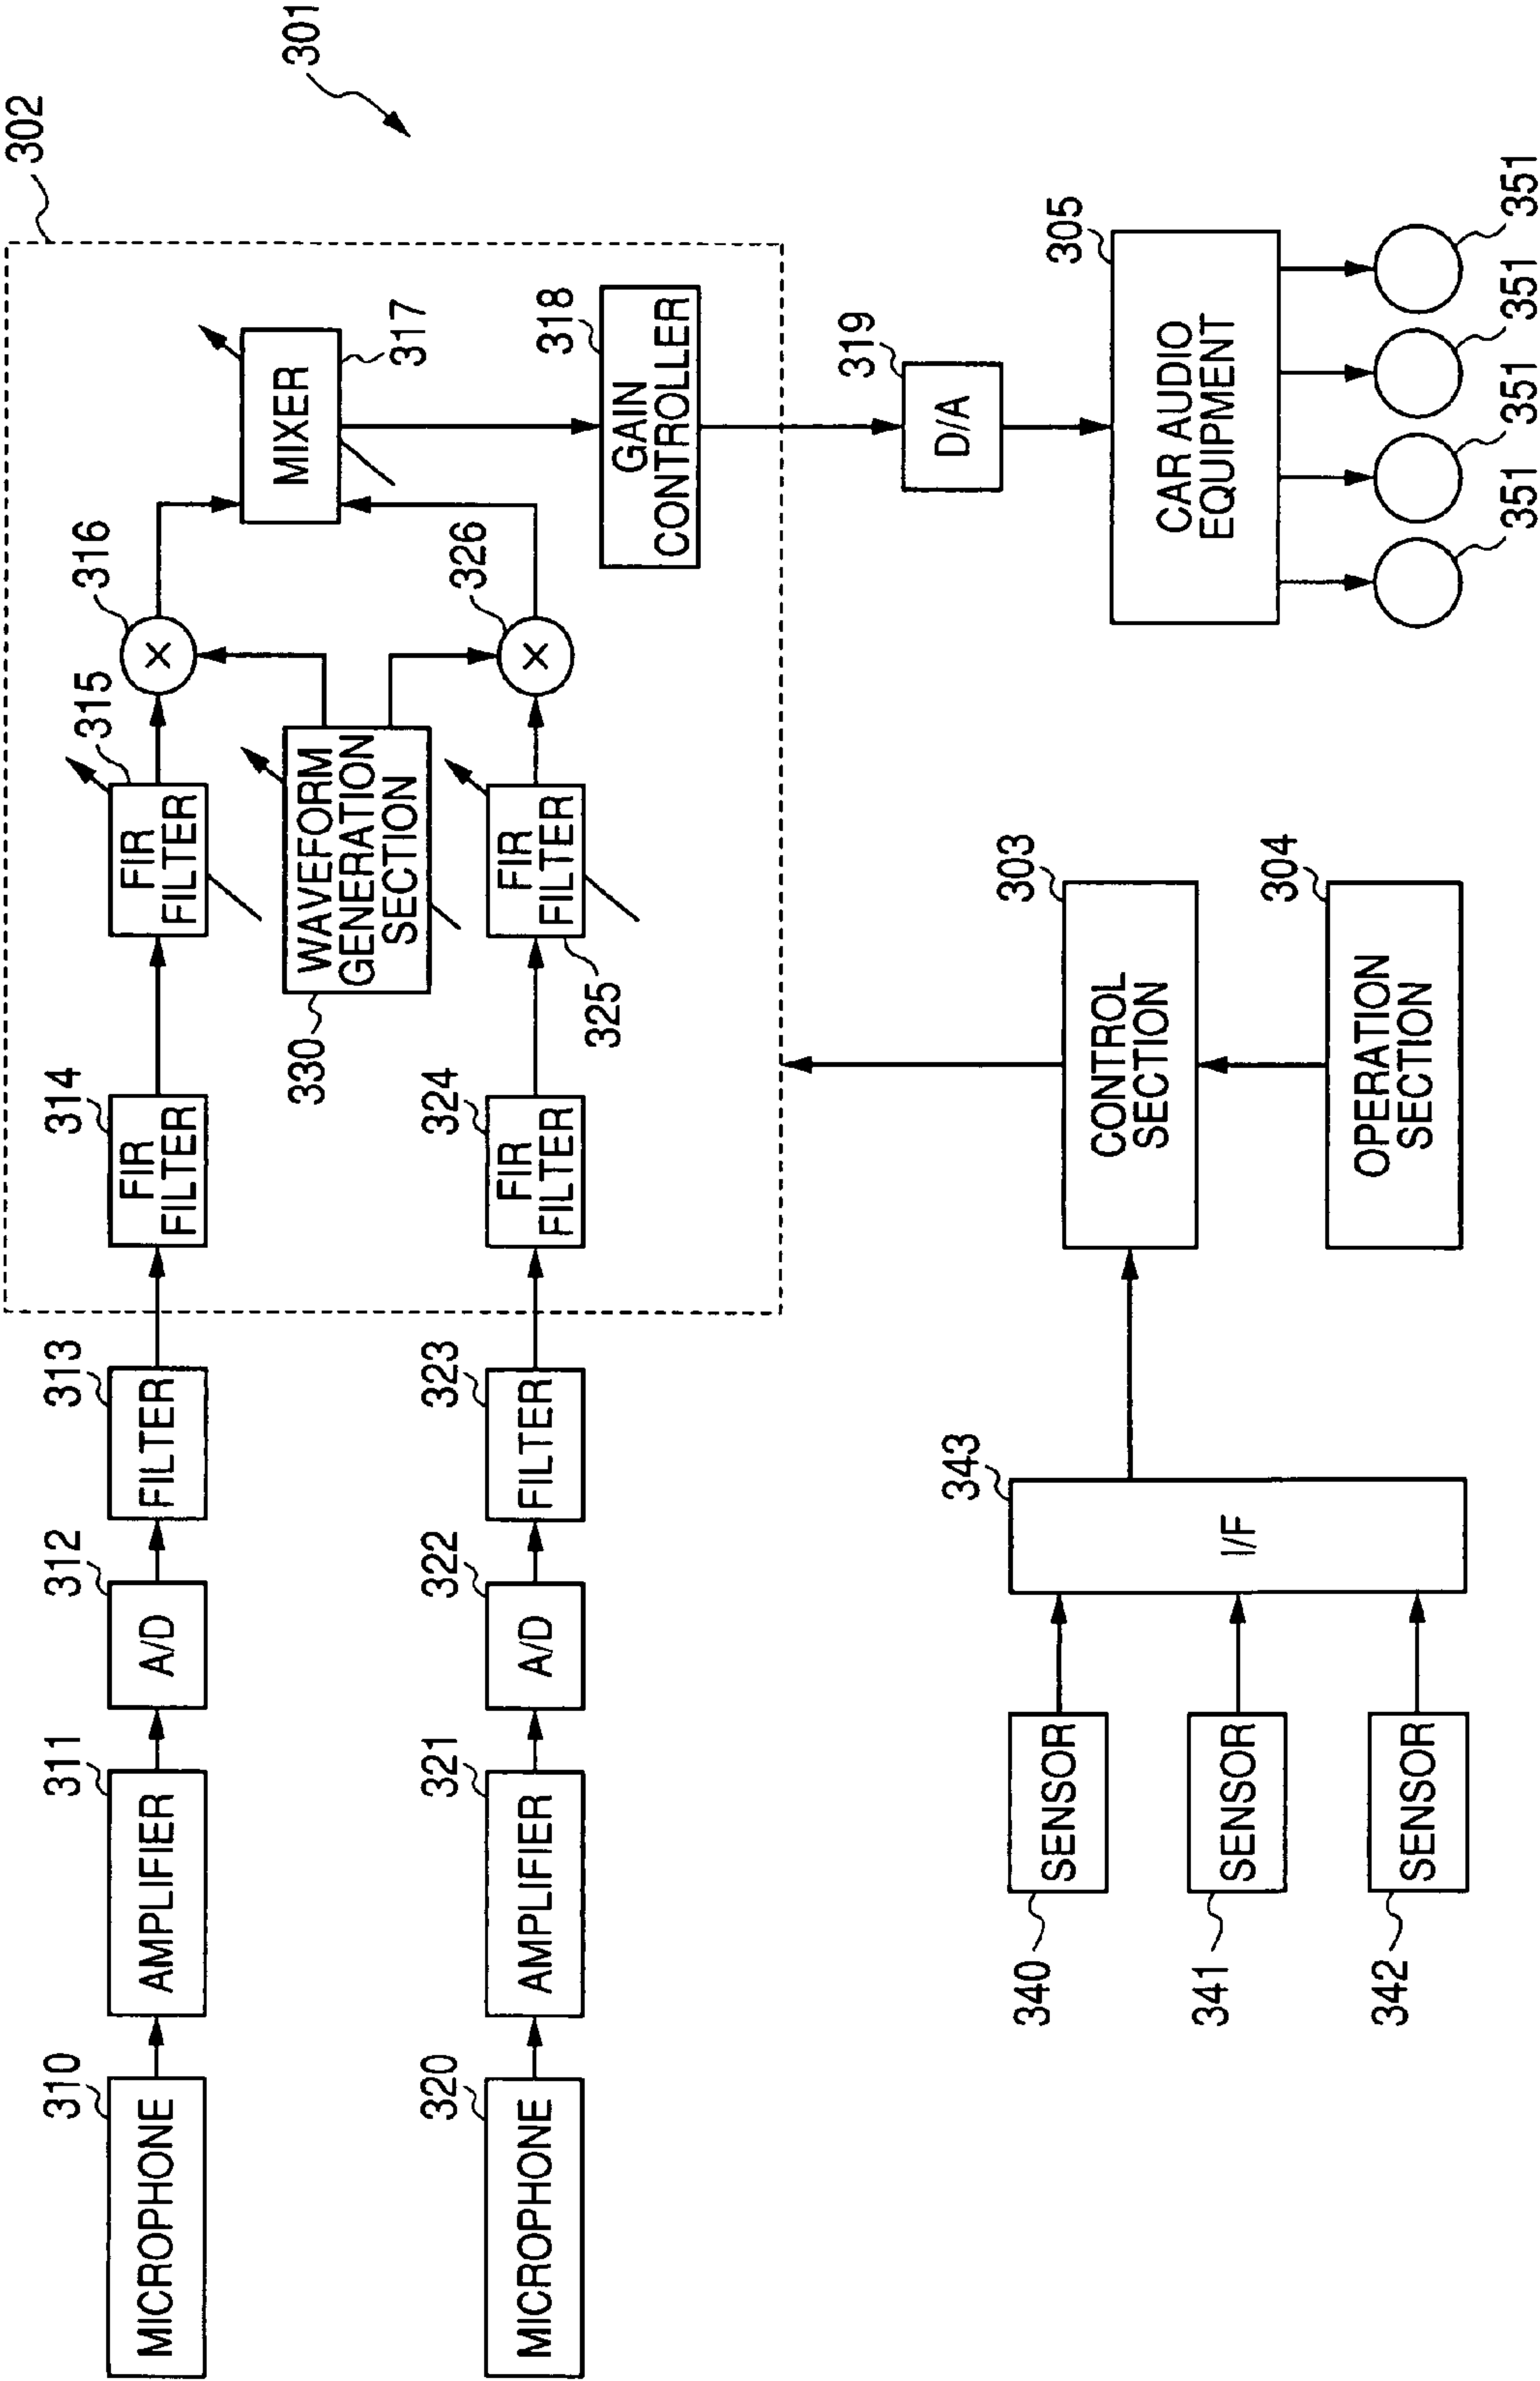 302
301
310
MICROPHONE
311
AMPLIFIER
312
A/D
313
FILTER
314
FIR
FILTER
315
FIR
FILTER
316
×
MIXER
317
330
WAVEFORM
GENERATION
SECTION
320
MICROPHONE
321
AMPLIFIER
322
A/D
323
FILTER
324
FIR
FILTER
325
FIR
FILTER
326
×
318
GAIN
CONTROLLER
319
D/A
305
CAR AUDIO
EQUIPMENT
351
351
351
351
340
SENSOR
341
SENSOR
342
SENSOR
343
I/F
303
CONTROL
SECTION
304
OPERATION
SECTION